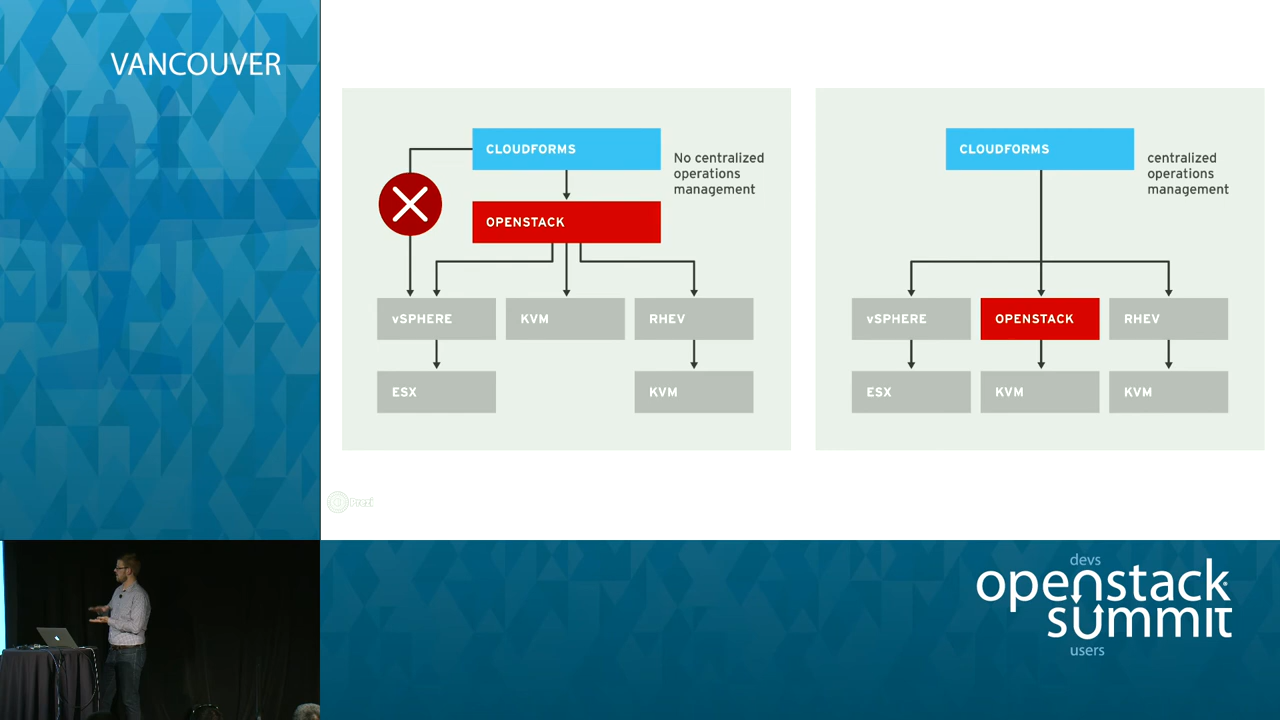 VANCOUVER
CLOUDFORMS
No centralized
operations
management
OPENSTACK
vSPHERE
KVM
RHEV
ESX
KVM
CLOUDFORMS
centralized
operations
management
vSPHERE
OPENSTACK
RHEV
ESX
KVM
KVM
Prezi
devs
openstack
summit
users